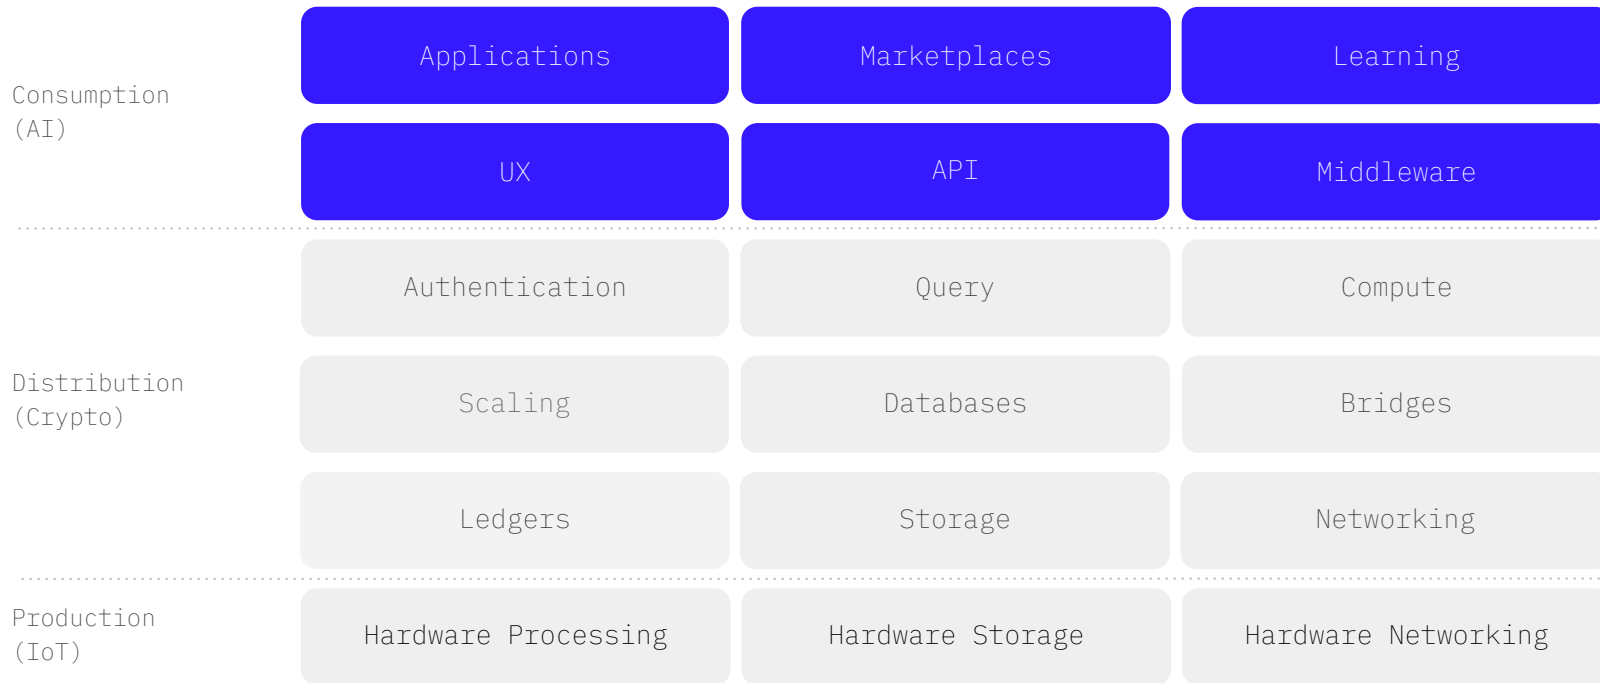 Applications
Marketplaces
Learning
Consumption
(AI)
UX
API
Middleware
Authentication
Query
Compute
Distribution
(Crypto)
Scaling
Databases
Bridges
Ledgers
Storage
Networking
Production
(IoT)
Hardware Processing
Hardware Storage
Hardware Networking